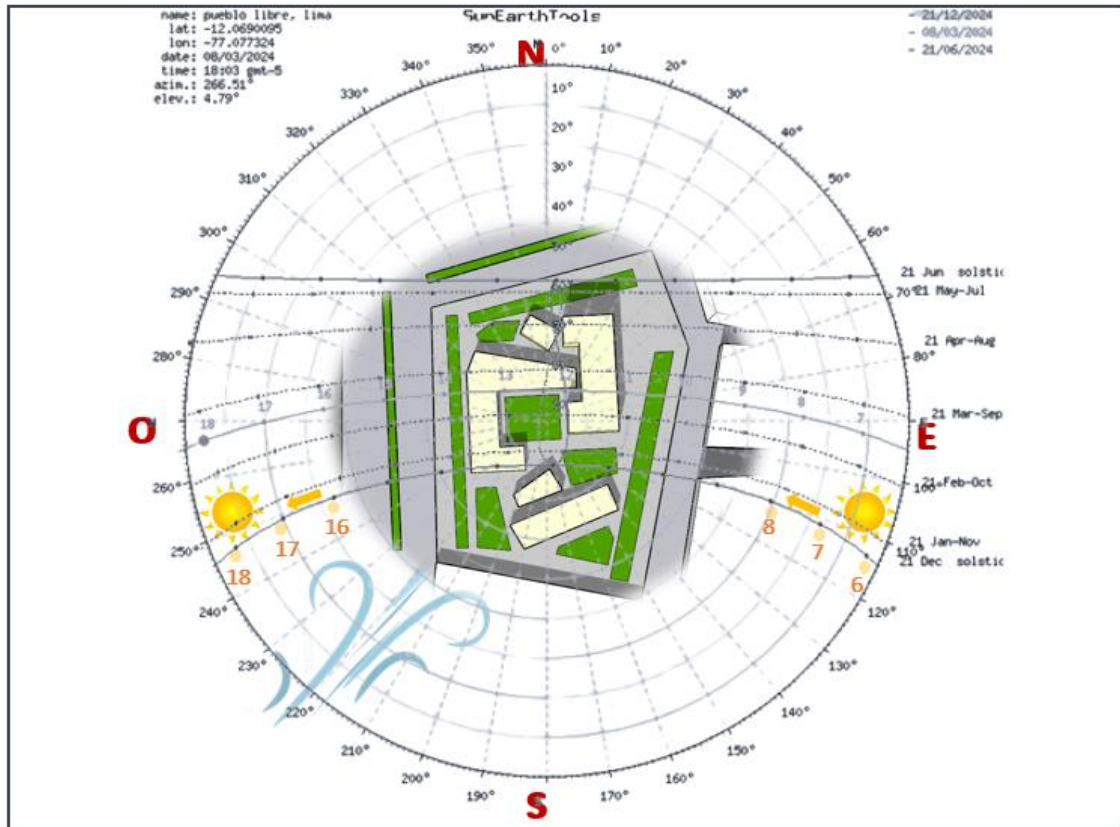 name: pueblo libre, lima
lat: -12.0690095
lon: -77.077324
date: 08/03/2024
time: 18:03 gmt-5
azim.: 266.51°
elev.: 4.79°
SunEarthTools
- 21/12/2024
- 08/03/2024
- 21/06/2024
N
350° 0° 10°
340° 20°
330° 30°
320° 40°
310° 50°
300° 60°
290° 70°
280° 80°
260° 100°
250° 110°
240° 120°
230° 130°
220° 140°
210° 150°
200° 160°
190° 170°
10°
20°
30°
40°
21 Jun solstic
21 May-Jul
21 Apr-Aug
21 Mar-Sep
21 Feb-Oct
21 Jan-Nov
21 Dec solstic
O
E
18 17 16 13 12 9 8 7
16
17
18
8
7
6
S